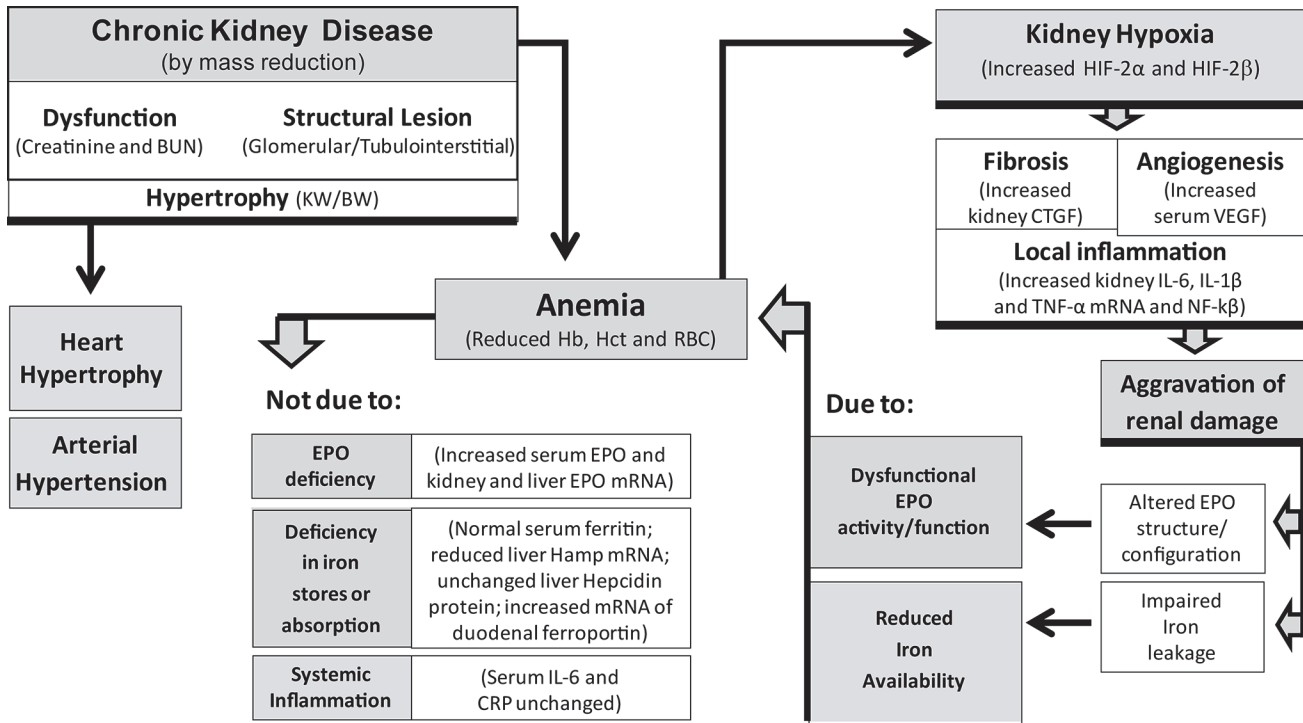 Chronic Kidney Disease
(by mass reduction)
Dysfunction
(Creatinine and BUN)
Structural Lesion
(Glomerular/Tubulointerstitial)
Hypertrophy (KW/BW)
Heart
Hypertrophy
Arterial
Hypertension
Anemia
(Reduced Hb, Hct and RBC)
Not due to:
EPO
deficiency
(Increased serum EPO and
kidney and liver EPO mRNA)
Deficiency
in iron
stores or
absorption
(Normal serum ferritin;
reduced liver Hamp mRNA;
unchanged liver Hepcidin
protein; increased mRNA of
duodenal ferroportin)
Systemic
Inflammation
(Serum IL-6 and
CRP unchanged)
Kidney Hypoxia
(Increased HIF-2α and HIF-2β)
Fibrosis
(Increased
kidney CTGF)
Angiogenesis
(Increased
serum VEGF)
Local inflammation
(Increased kidney IL-6, IL-1β
and TNF-α mRNA and NF-kβ)
Aggravation of
renal damage
Due to:
Dysfunctional
EPO
activity/function
Altered EPO
structure/
configuration
Reduced
Iron
Availability
Impaired
Iron
leakage